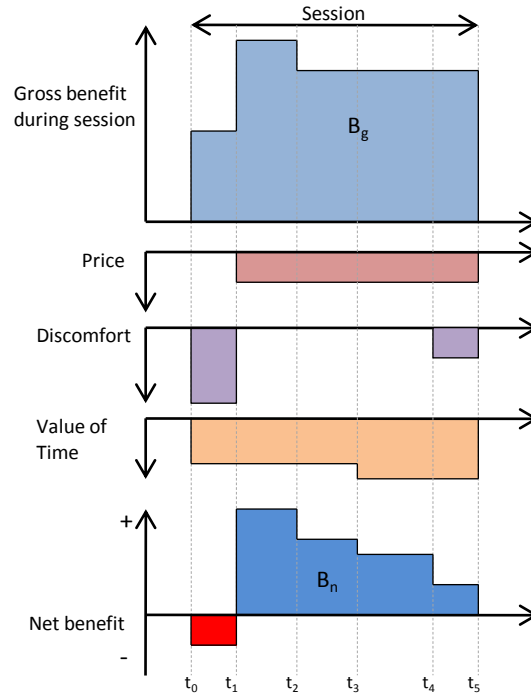 Session
Gross benefit
during session
B_g
Price
Discomfort
Value of
Time
+
B_n
Net benefit
-
t_0 t_1 t_2 t_3 t_4 t_5